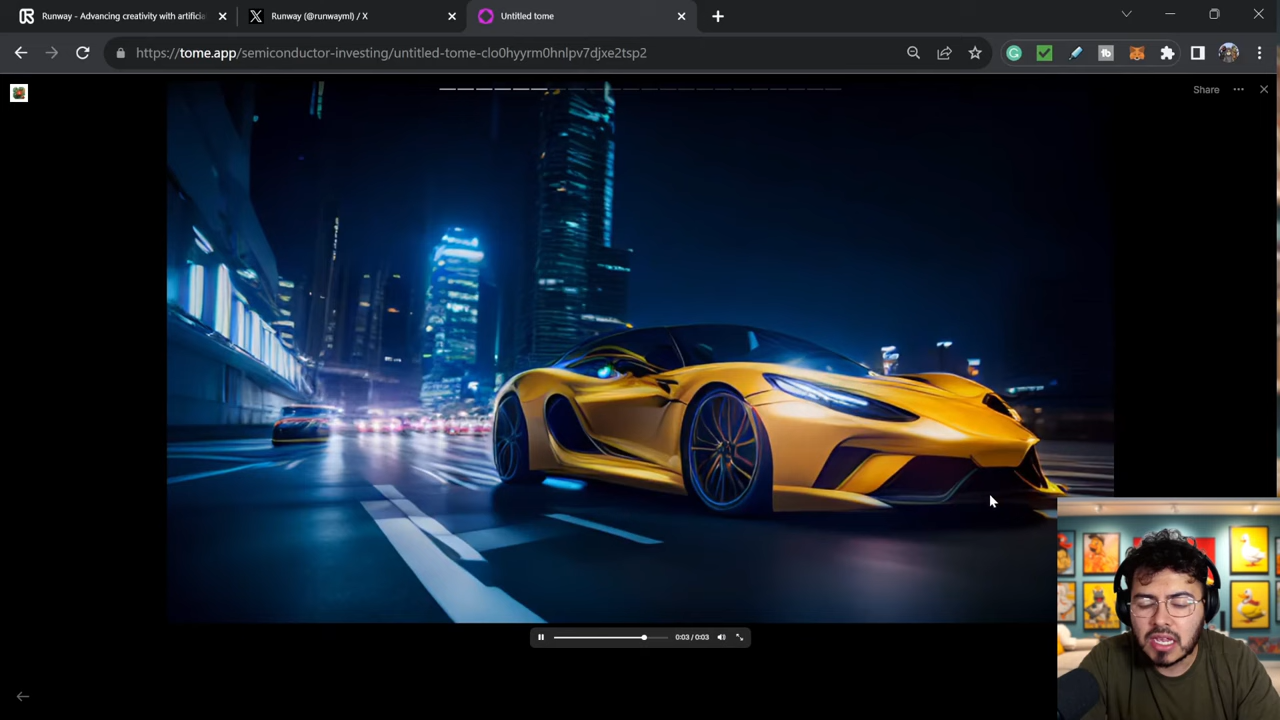 Runway - Advancing creativity with artificia
Runway (@runwayml) / X
Untitled tome
https://tome.app/semiconductor-investing/untitled-tome-clo0hyyrm0hnlpv7djxe2tsp2
Share
0:03 / 0:03